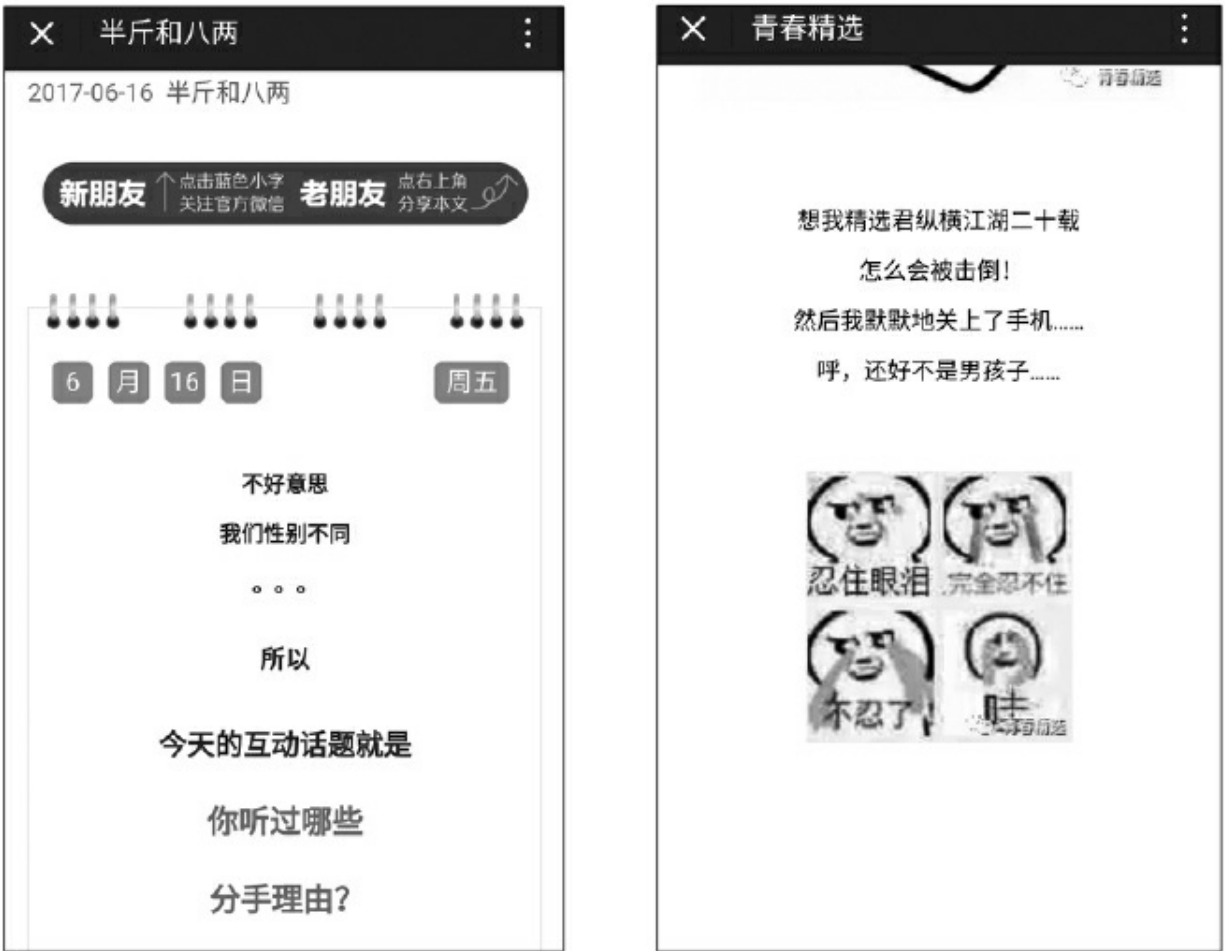 半斤和八两
2017-06-16 半斤和八两
新朋友 点击蓝色小字 关注官方微信 老朋友 点右上角 分享本文
6 月 16 日 周五
不好意思
我们性别不同
。。。
所以
今天的互动话题就是
你听过哪些
分手理由?
青春精选
青春精选
想我精选君纵横江湖二十载
怎么会被击倒!
然后我默默地关上了手机……
呼，还好不是男孩子……
忍住眼泪
完全忍不住
不忍了!
哇
青春精选